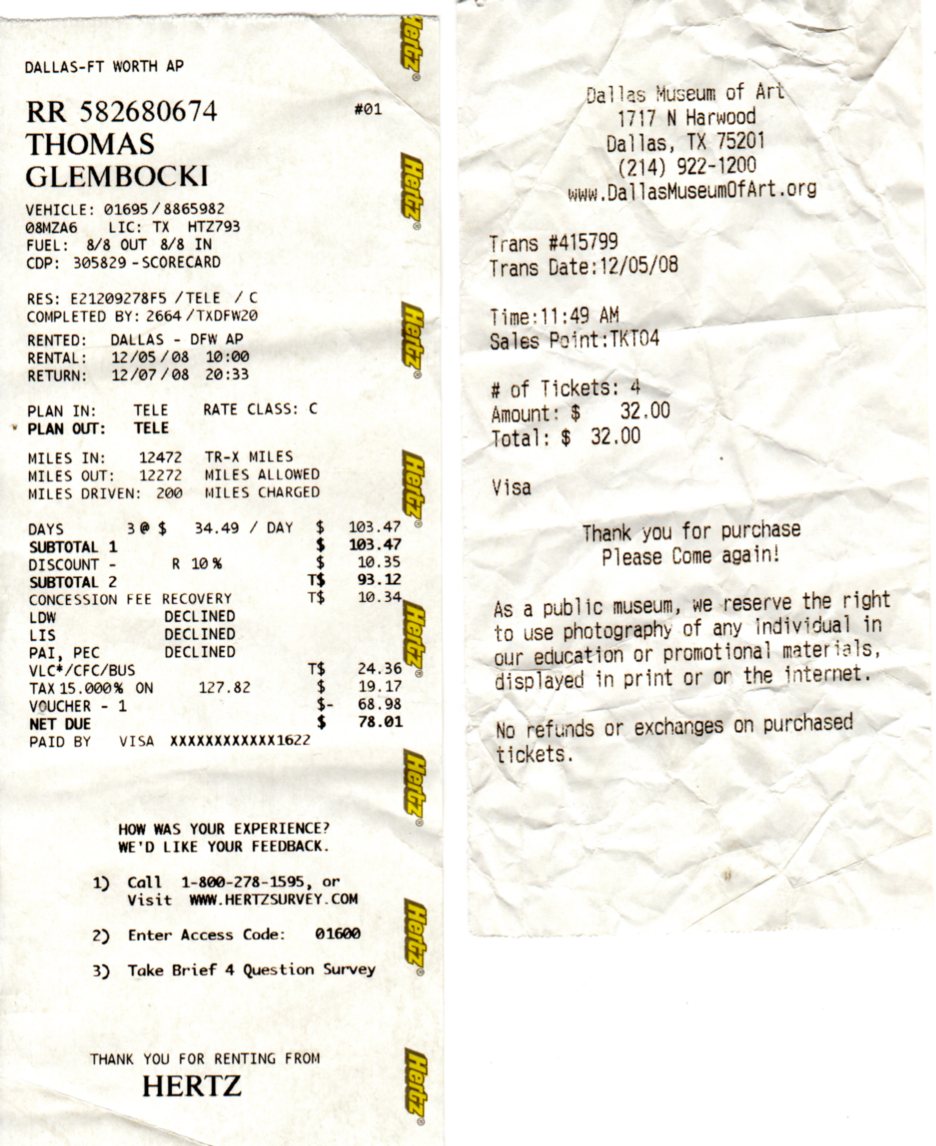 DALLAS-FT WORTH AP
RR 582680674 #01
THOMAS
GLEMBOCKI
VEHICLE: 01695/8865982
08MZA6 LIC: TX HTZ793
FUEL: 8/8 OUT 8/8 IN
CDP: 305829-SCORECARD
RES: E21209278F5 /TELE / C
COMPLETED BY: 2664/TXDFW20
RENTED: DALLAS - DFW AP
RENTAL: 12/05/08 10:00
RETURN: 12/07/08 20:33
PLAN IN: TELE RATE CLASS: C
PLAN OUT: TELE
MILES IN: 12472 TR-X MILES
MILES OUT: 12272 MILES ALLOWED
MILES DRIVEN: 200 MILES CHARGED
DAYS 3@$ 34.49 / DAY $ 103.47
SUBTOTAL 1 $ 103.47
DISCOUNT - R 10% $ 10.35
SUBTOTAL 2 T$ 93.12
CONCESSION FEE RECOVERY T$ 10.34
LDW DECLINED
LIS DECLINED
PAI, PEC DECLINED
VLC*/CFC/BUS T$ 24.36
TAX 15.000% ON 127.82 $ 19.17
VOUCHER - 1 $- 68.98
NET DUE $ 78.01
PAID BY VISA XXXXXXXXXXXX1622
HOW WAS YOUR EXPERIENCE?
WE'D LIKE YOUR FEEDBACK.
1) Call 1-800-278-1595, or
Visit WWW.HERTZSURVEY.COM
2) Enter Access Code: 01600
3) Take Brief 4 Question Survey
THANK YOU FOR RENTING FROM
HERTZ
Hertz®
Hertz®
Hertz®
Hertz®
Hertz®
Hertz®
Hertz®
Hertz®
Dallas Museum of Art
1717 N Harwood
Dallas, TX 75201
(214) 922-1200
www.DallasMuseumOfArt.org
Trans #415799
Trans Date:12/05/08
Time:11:49 AM
Sales Point:TKT04
# of Tickets: 4
Amount: $ 32.00
Total: $ 32.00
Visa
Thank you for purchase
Please Come again!
As a public museum, we reserve the right
to use photography of any individual in
our education or promotional materials,
displayed in print or or the internet.
No refunds or exchanges on purchased
tickets.